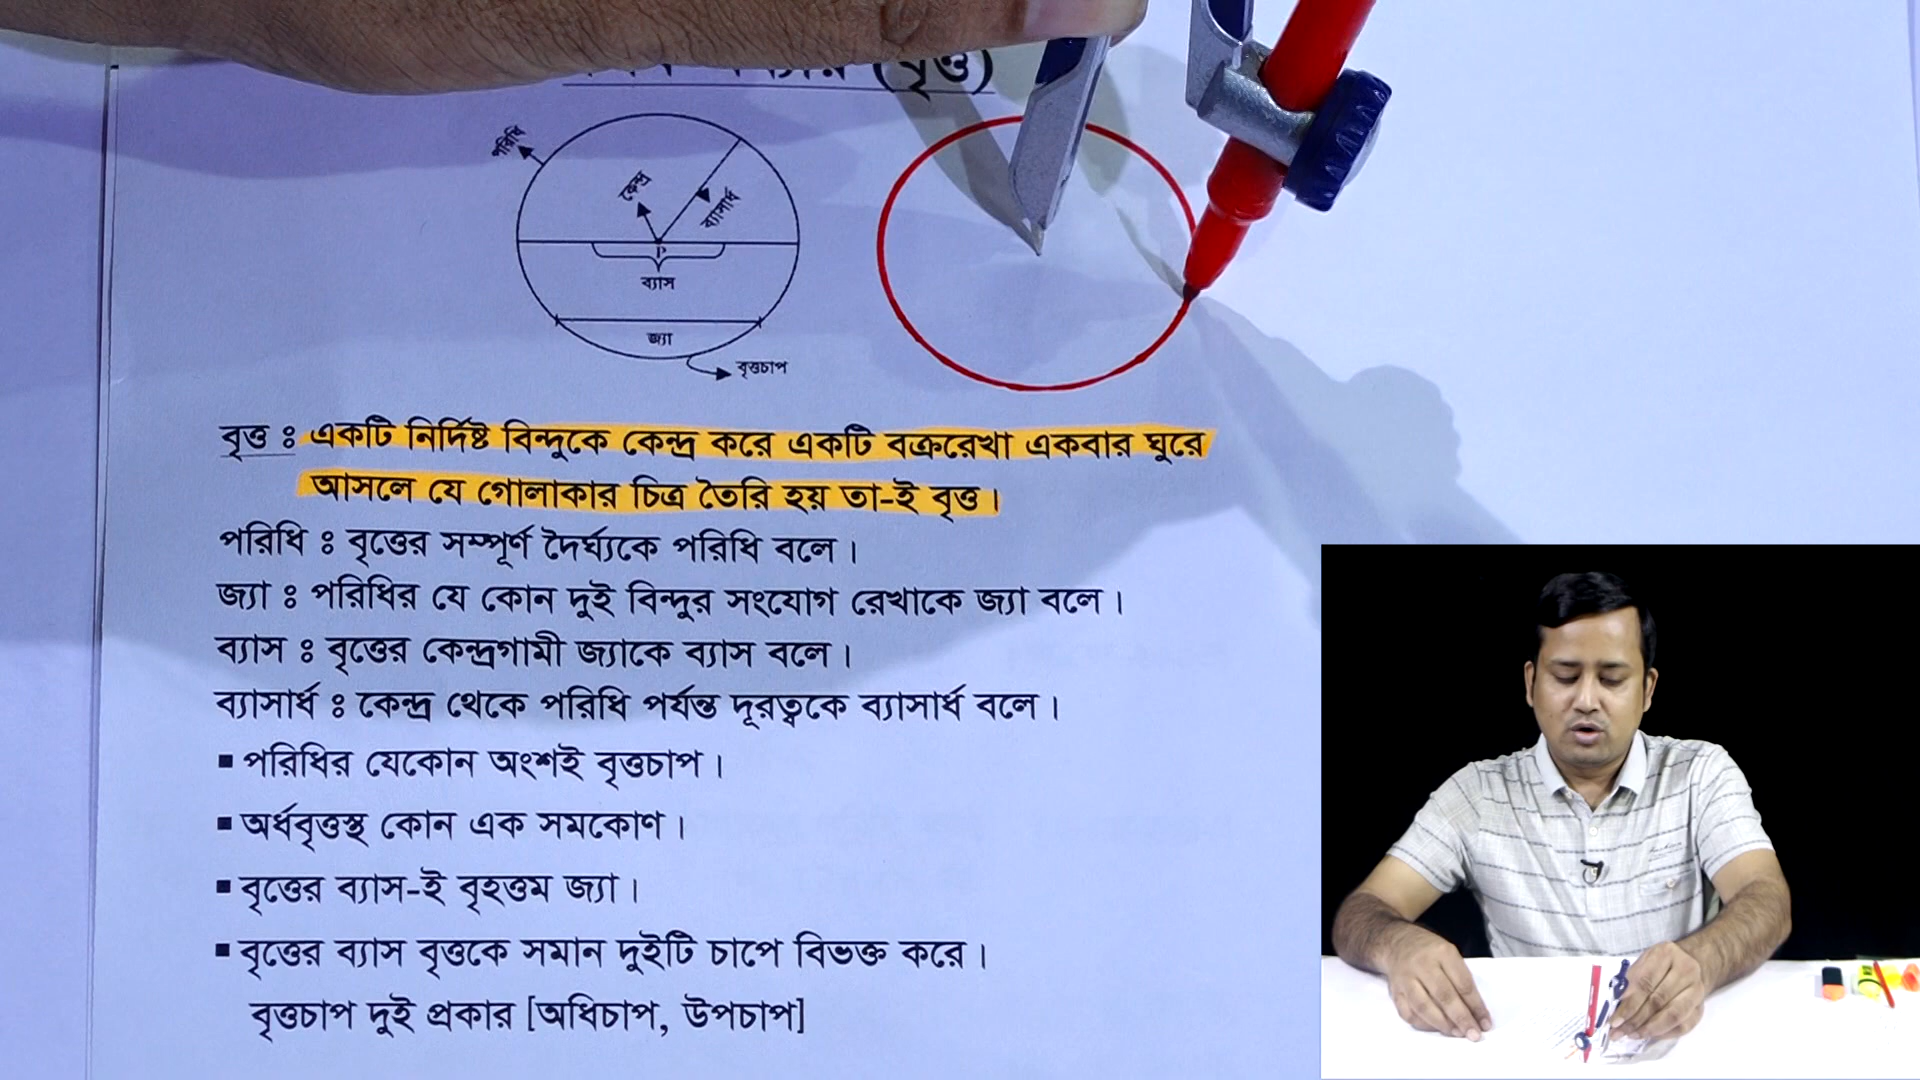 (বৃত্ত)
পরিধি
কেন্দ্র
ব্যাসার্ধ
P
ব্যাস
জ্যা
বৃত্তচাপ
বৃত্ত ঃ একটি নির্দিষ্ট বিন্দুকে কেন্দ্র করে একটি বক্ররেখা একবার ঘুরে
আসলে যে গোলাকার চিত্র তৈরি হয় তা-ই বৃত্ত।
পরিধি ঃ বৃত্তের সম্পূর্ণ দৈর্ঘ্যকে পরিধি বলে।
জ্যা ঃ পরিধির যে কোন দুই বিন্দুর সংযোগ রেখাকে জ্যা বলে।
ব্যাস ঃ বৃত্তের কেন্দ্রগামী জ্যাকে ব্যাস বলে।
ব্যাসার্ধ ঃ কেন্দ্র থেকে পরিধি পর্যন্ত দূরত্বকে ব্যাসার্ধ বলে।
▪ পরিধির যেকোন অংশই বৃত্তচাপ।
▪ অর্ধবৃত্তস্থ কোন এক সমকোণ।
▪ বৃত্তের ব্যাস-ই বৃহত্তম জ্যা।
▪ বৃত্তের ব্যাস বৃত্তকে সমান দুইটি চাপে বিভক্ত করে।
বৃত্তচাপ দুই প্রকার [অধিচাপ, উপচাপ]